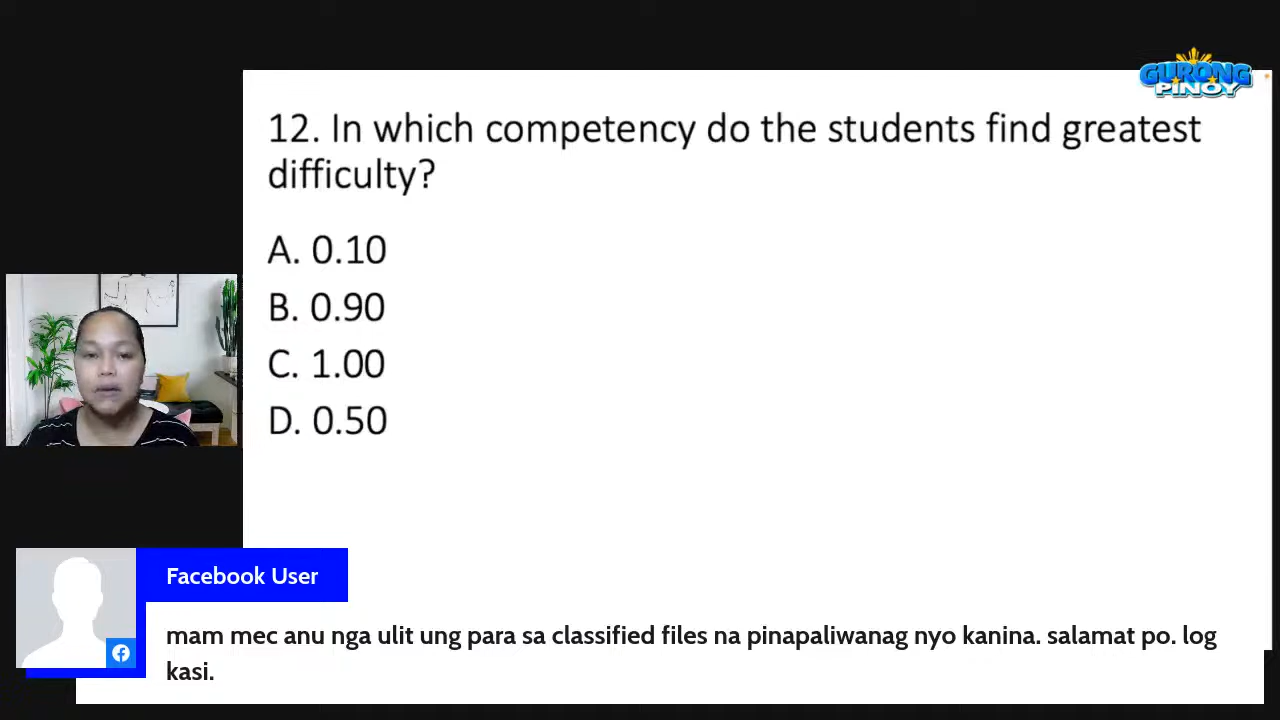 GURONG
PINOY
12. In which competency do the students find greatest
difficulty?
A. 0.10
B. 0.90
C. 1.00
D. 0.50
Facebook User
mam mec anu nga ulit ung para sa classified files na pinapaliwanag nyo kanina. salamat po. log
kasi.